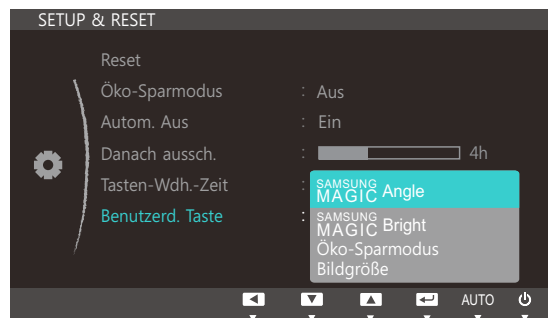 SETUP & RESET
Reset
Öko-Sparmodus : Aus
Autom. Aus : Ein
Danach aussch. : 4h
Tasten-Wdh.-Zeit :
Benutzerd. Taste :
SAMSUNG MAGIC Angle
SAMSUNG MAGIC Bright
Öko-Sparmodus
Bildgröße
AUTO